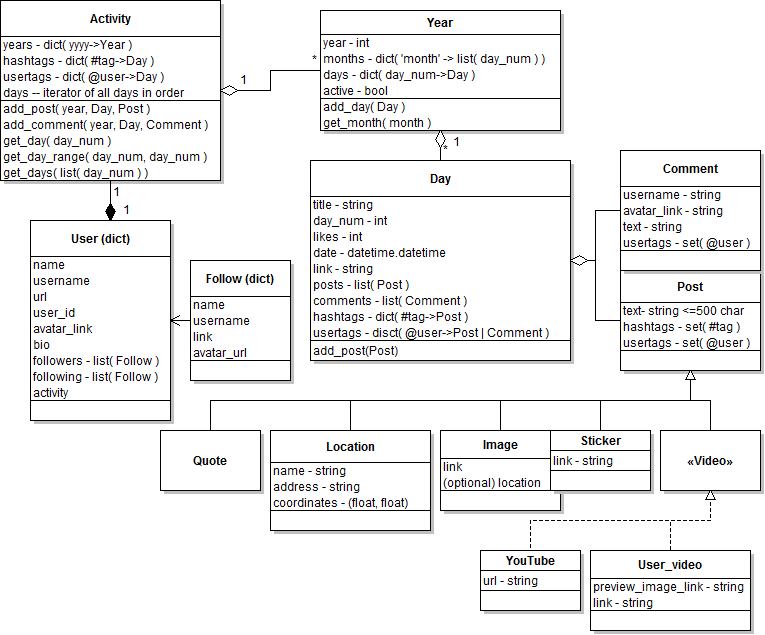 Activity
years - dict( yyyy->Year )
hashtags - dict( #tag->Day )
usertags - dict( @user->Day )
days -- iterator of all days in order
add_post( year, Day, Post )
add_comment( year, Day, Comment )
get_day( day_num )
get_day_range( day_num, day_num )
get_days( list( day_num ) )
1
*
Year
year - int
months - dict( 'month' -> list( day_num ) )
days - dict( day_num->Day )
active - bool
add_day( Day )
get_month( month )
1
*
Day
title - string
day_num - int
likes - int
date - datetime.datetime
link - string
posts - list( Post )
comments - list( Comment )
hashtags - dict( #tag->Post )
usertags - disct( @user->Post | Comment )
add_post(Post)
Comment
username - string
avatar_link - string
text - string
usertags - set( @user )
Post
text- string <=500 char
hashtags - set( #tag )
usertags - set( @user )
1
1
User (dict)
name
username
url
user_id
avatar_link
bio
followers - list( Follow )
following - list( Follow )
activity
Follow (dict)
name
username
link
avatar_url
Quote
Location
name - string
address - string
coordinates - (float, float)
Image
link
(optional) location
Sticker
link - string
«Video»
YouTube
url - string
User_video
preview_image_link - string
link - string